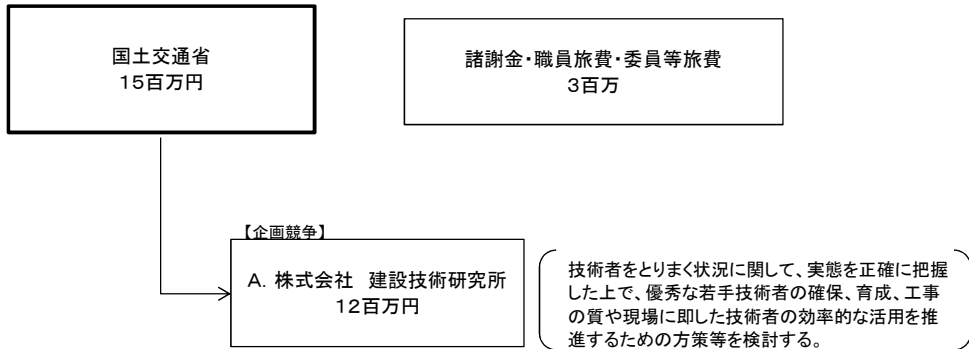 国土交通省
15百万円
諸謝金・職員旅費・委員等旅費
3百万
【企画競争】
A. 株式会社　建設技術研究所
12百万円
技術者をとりまく状況に関して、実態を正確に把握
した上で、優秀な若手技術者の確保、育成、工事
の質や現場に即した技術者の効率的な活用を推
進するための方策等を検討する。